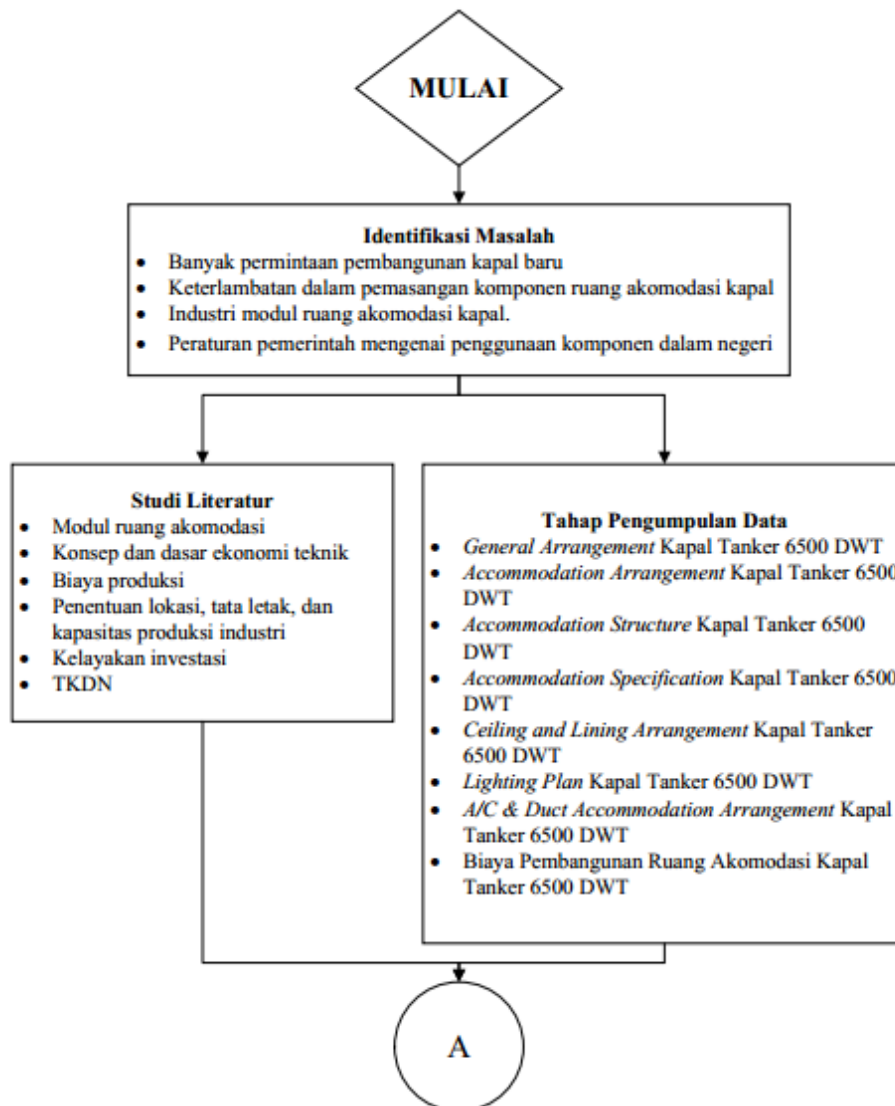 MULAI
Identifikasi Masalah
• Banyak permintaan pembangunan kapal baru
• Keterlambatan dalam pemasangan komponen ruang akomodasi kapal
• Industri modul ruang akomodasi kapal.
• Peraturan pemerintah mengenai penggunaan komponen dalam negeri
Studi Literatur
• Modul ruang akomodasi
• Konsep dan dasar ekonomi teknik
• Biaya produksi
• Penentuan lokasi, tata letak, dan
kapasitas produksi industri
• Kelayakan investasi
• TKDN
Tahap Pengumpulan Data
• General Arrangement Kapal Tanker 6500 DWT
• Accommodation Arrangement Kapal Tanker 6500
DWT
• Accommodation Structure Kapal Tanker 6500
DWT
• Accommodation Specification Kapal Tanker 6500
DWT
• Ceiling and Lining Arrangement Kapal Tanker
6500 DWT
• Lighting Plan Kapal Tanker 6500 DWT
• A/C & Duct Accommodation Arrangement Kapal
Tanker 6500 DWT
• Biaya Pembangunan Ruang Akomodasi Kapal
Tanker 6500 DWT
A